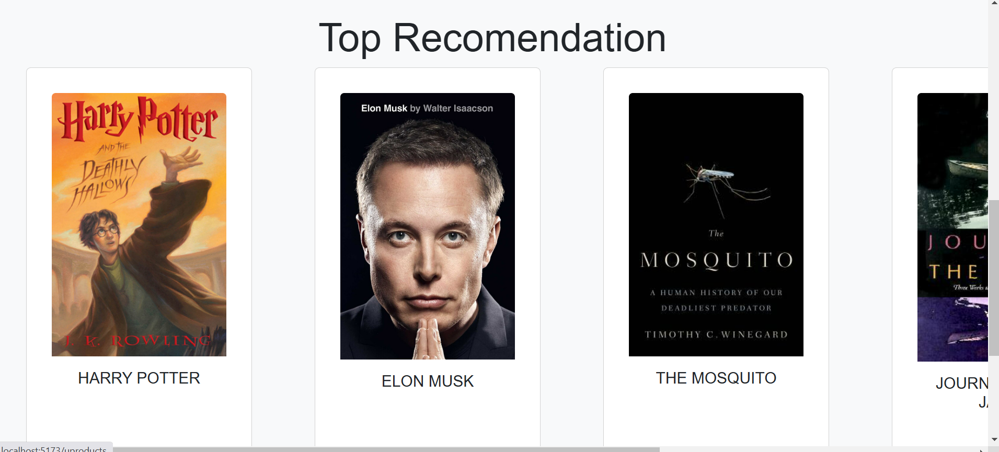 Top Recomendation
Harry Potter
AND THE
DEATHLY
HALLOWS
J. K. ROWLING
HARRY POTTER
Elon Musk by Walter Isaacson
ELON MUSK
The
MOSQUITO
A HUMAN HISTORY OF OUR
DEADLIEST PREDATOR
TIMOTHY C. WINEGARD
THE MOSQUITO
JOU
THE
Three Weeks
JOURN
JA
localhost:5173/uproducts